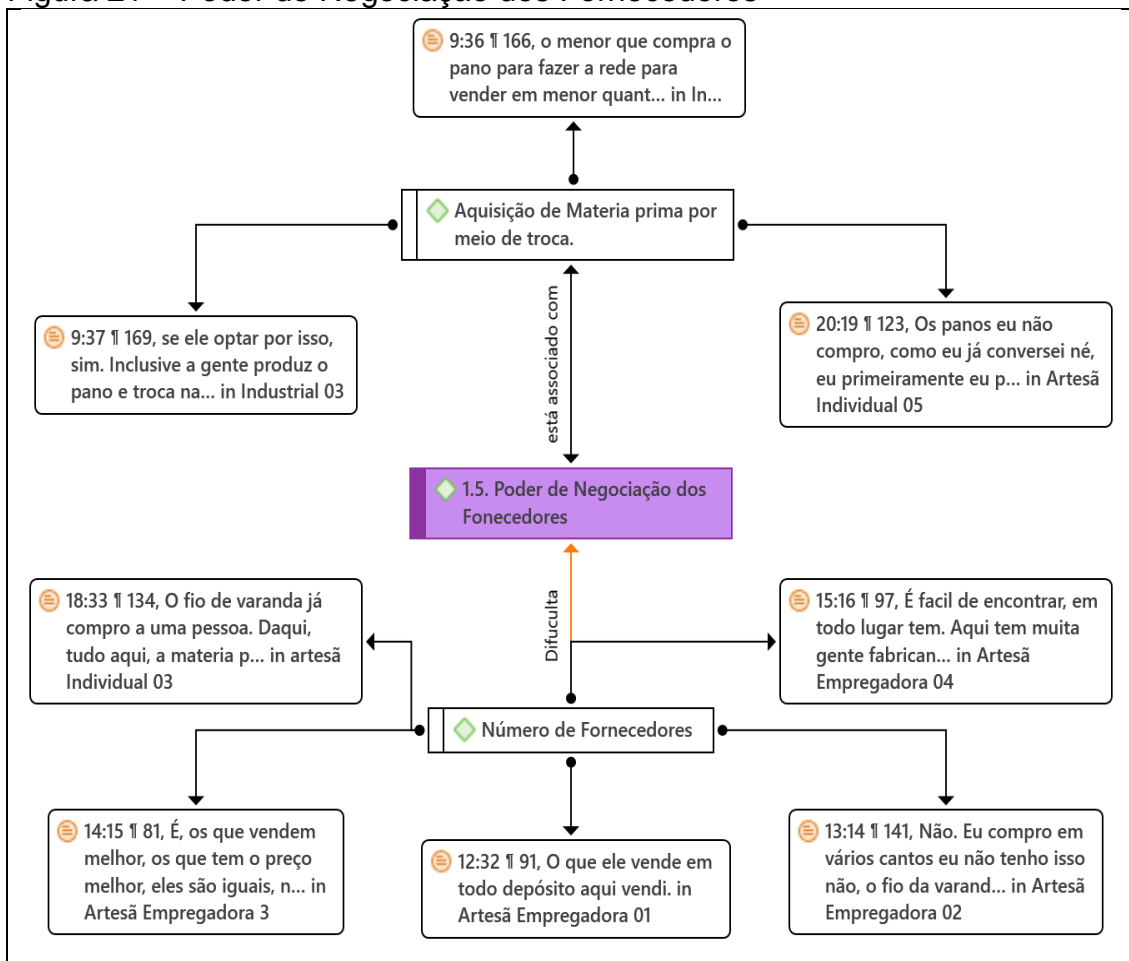 9:36 ¶ 166, o menor que compra o
pano para fazer a rede para
vender em menor quant... in In...
Aquisição de Materia prima por
meio de troca.
9:37 ¶ 169, se ele optar por isso,
sim. Inclusive a gente produz o
pano e troca na... in Industrial 03
20:19 ¶ 123, Os panos eu não
compro, como eu já conversei né,
eu primeiramente eu p... in Artesã
Individual 05
está associado com
1.5. Poder de Negociação dos
Fonecedores
Difuculta
18:33 ¶ 134, O fio de varanda já
compro a uma pessoa. Daqui,
tudo aqui, a materia p... in artesã
Individual 03
15:16 ¶ 97, É facil de encontrar, em
todo lugar tem. Aqui tem muita
gente fabrican... in Artesã
Empregadora 04
Número de Fornecedores
14:15 ¶ 81, É, os que vendem
melhor, os que tem o preço
melhor, eles são iguais, n... in
Artesã Empregadora 3
12:32 ¶ 91, O que ele vende em
todo depósito aqui vendi. in
Artesã Empregadora 01
13:14 ¶ 141, Não. Eu compro em
vários cantos eu não tenho isso
não, o fio da varand... in Artesã
Empregadora 02